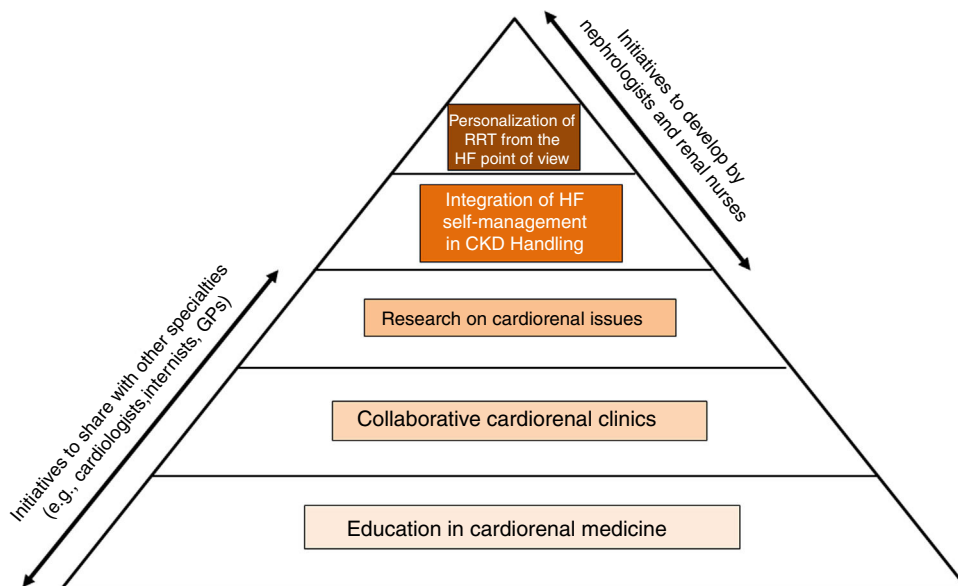 Personalization of
RRT from the
HF point of view
Integration of HF
self-management
in CKD Handling
Research on cardiorenal issues
Collaborative cardiorenal clinics
Education in cardiorenal medicine
Initiatives to share with other specialties
(e.g., cardiologists,internists, GPs)
Initiatives to develop by
nephrologists and renal nurses